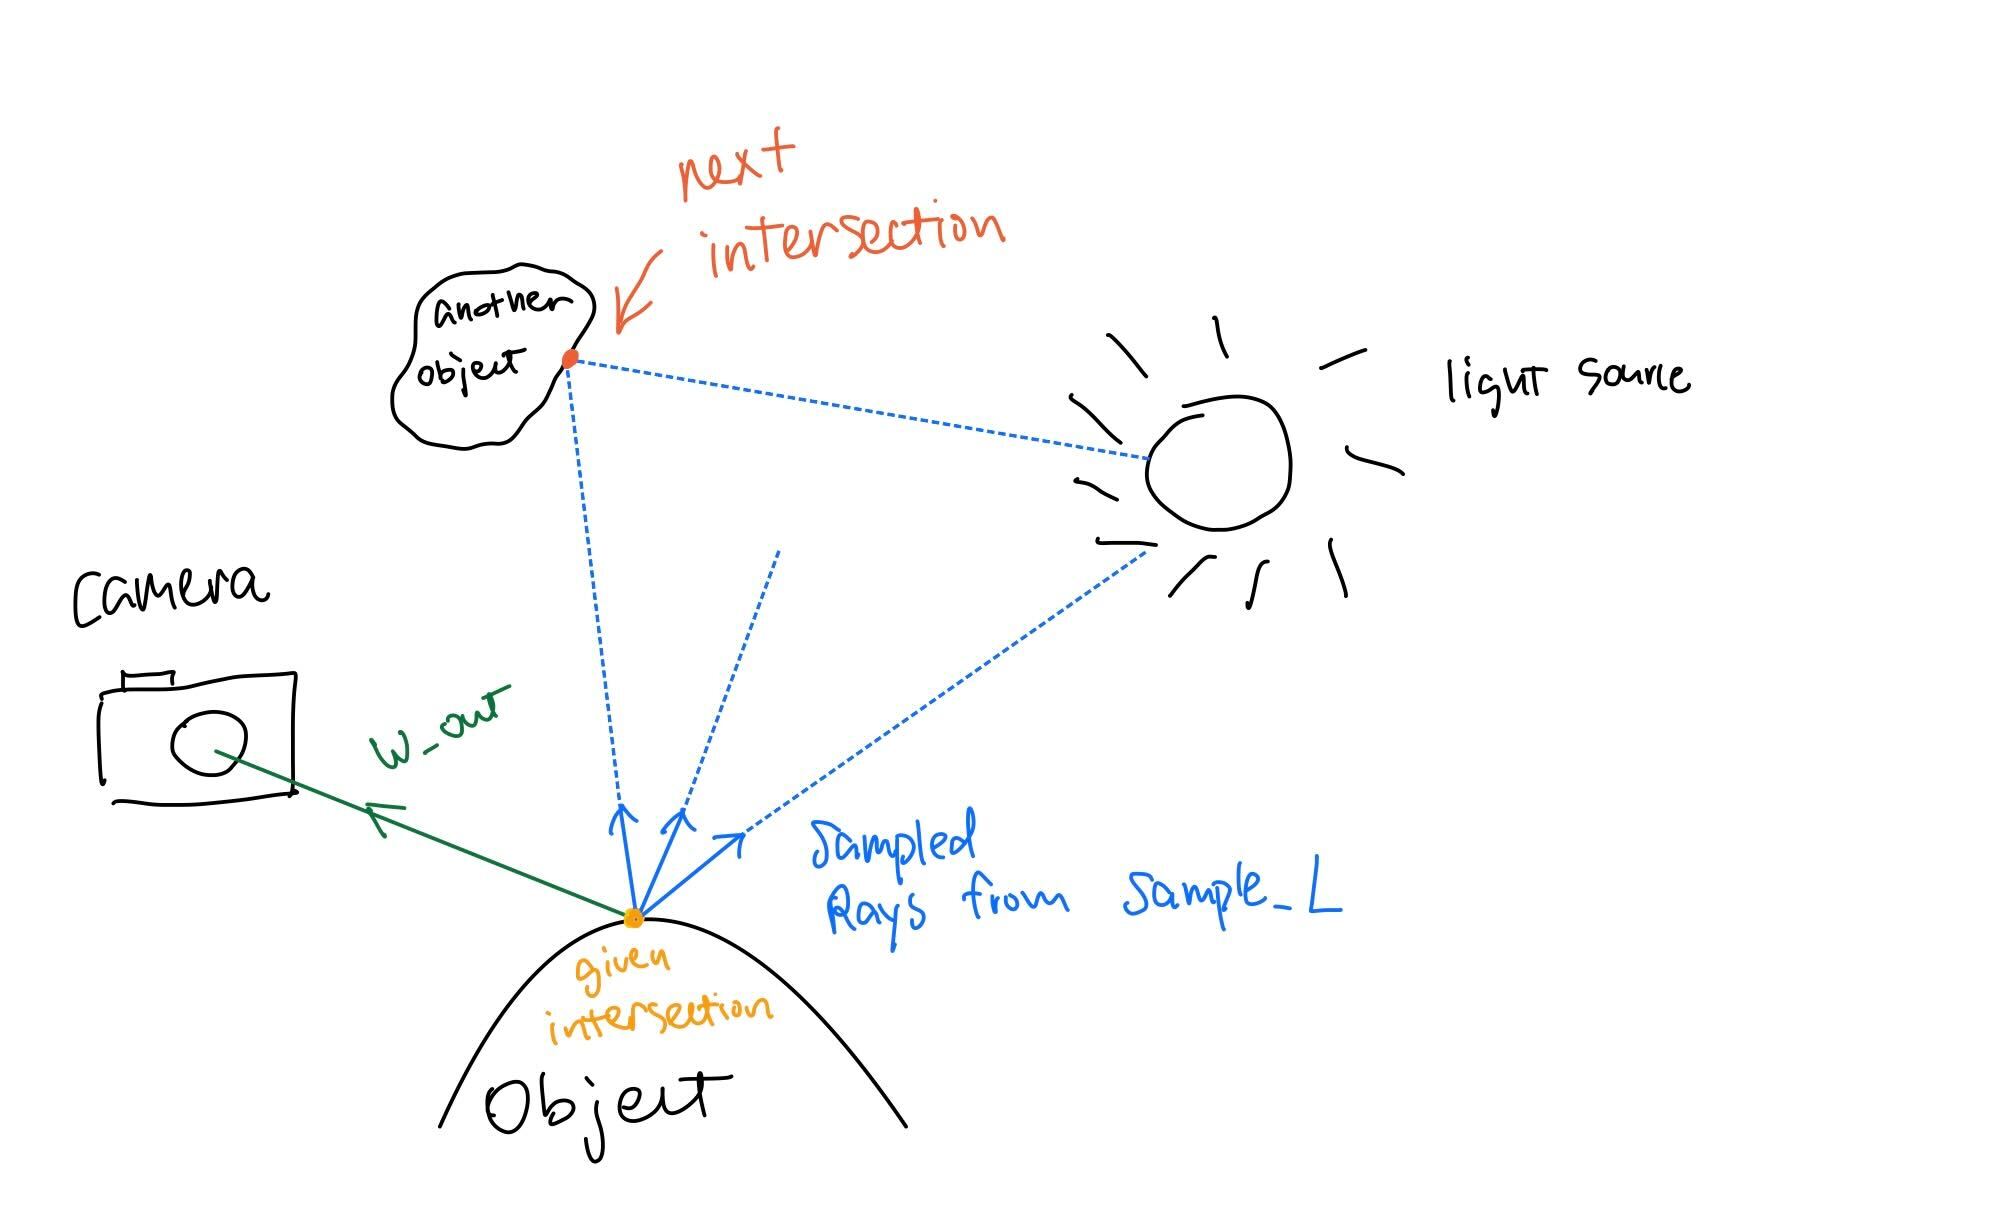 next
intersection
another
object
light source
Camera
w_out
Sampled
Rays from Sample_L
given
intersection
Object